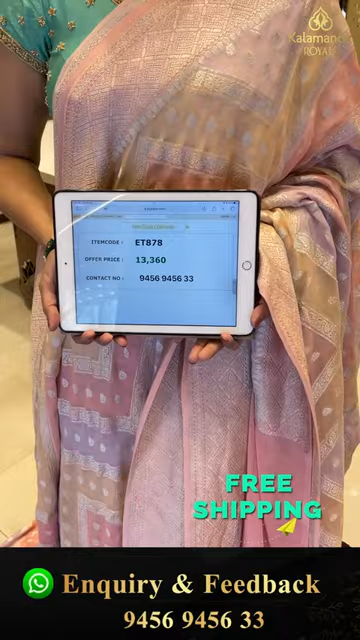 Kalamandir
ROYALE
ITEMCODE : ET878
OFFER PRICE : 13,360
CONTACT NO : 9456 9456 33
FREE
SHIPPING
Enquiry & Feedback
9456 9456 33